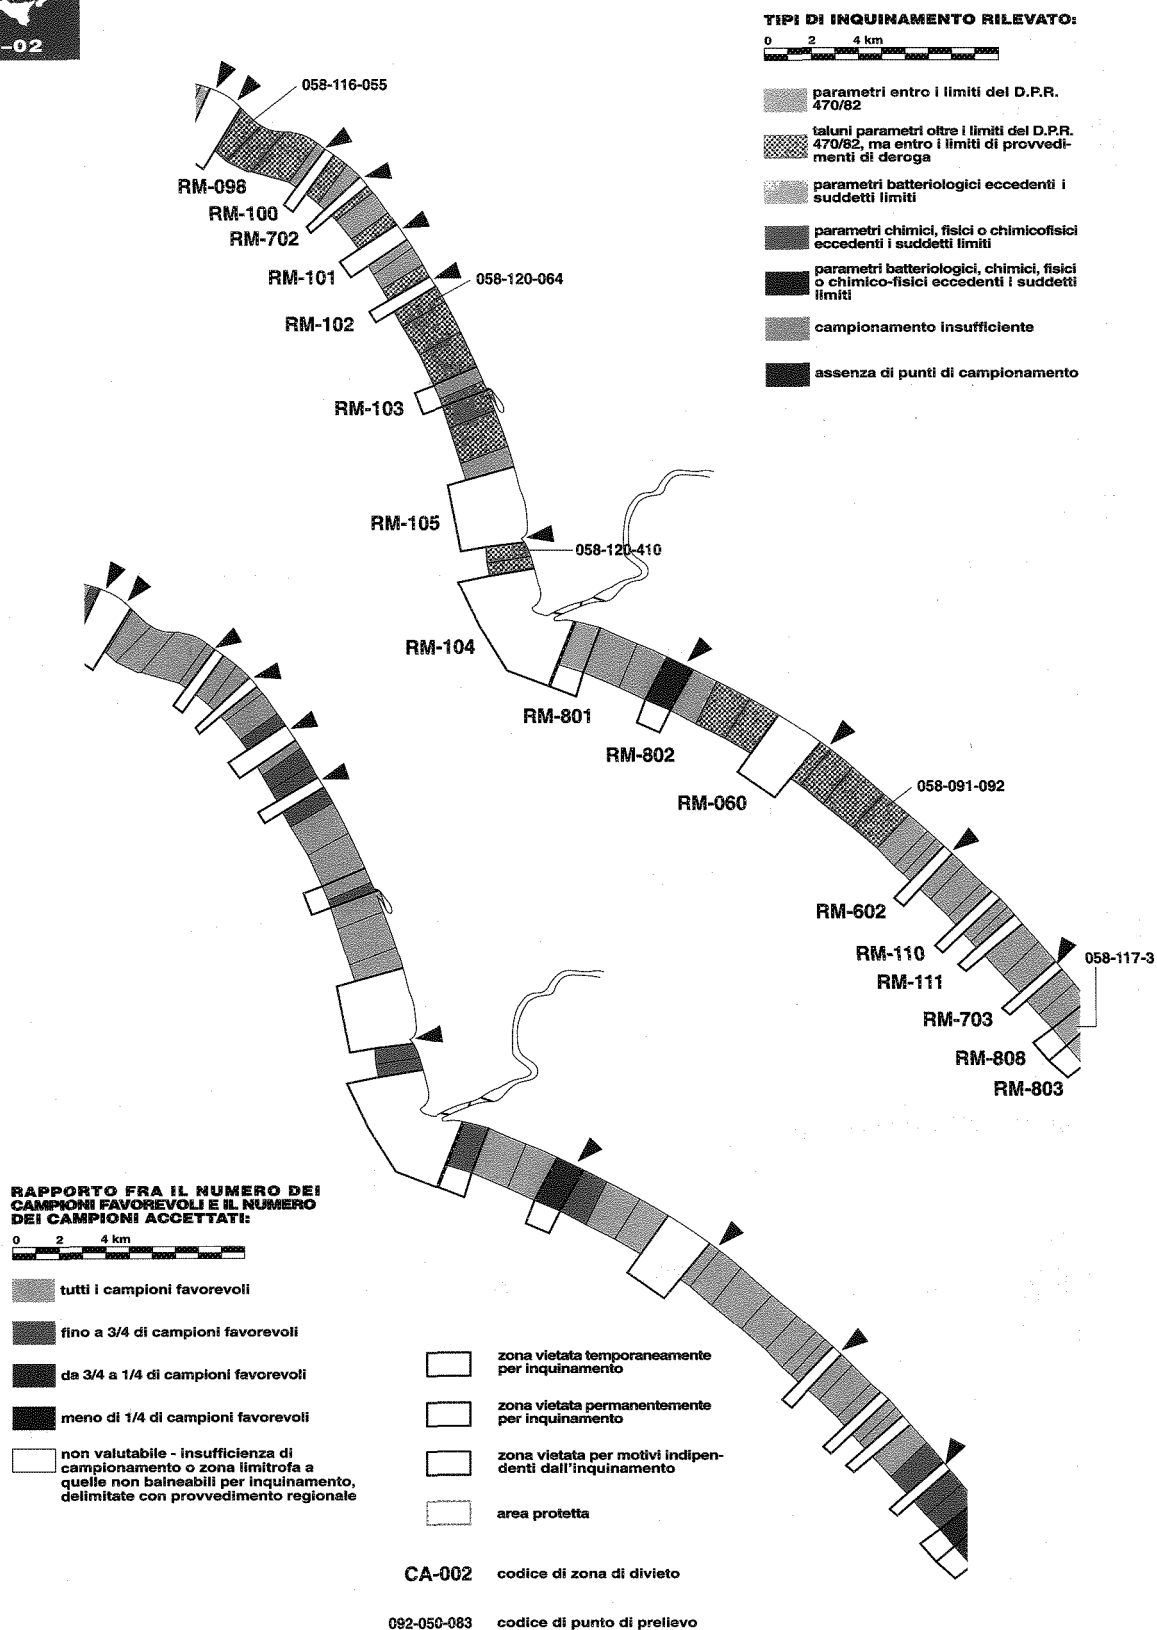 -02
TIPI DI INQUINAMENTO RILEVATO:
0 2 4 km
parametri entro i limiti del D.P.R.
470/82
taluni parametri oltre i limiti del D.P.R.
470/82, ma entro i limiti di provvedi-
menti di deroga
parametri batteriologici eccedenti i
suddetti limiti
parametri chimici, fisici o chimicofisici
eccedenti i suddetti limiti
parametri batteriologici, chimici, fisici
o chimico-fisici eccedenti i suddetti
limiti
campionamento insufficiente
assenza di punti di campionamento
058-116-055
RM-098
RM-100
RM-702
RM-101
058-120-064
RM-102
RM-103
RM-105
058-120-410
RM-104
RM-801
RM-802
RM-060
058-091-092
RM-602
RM-110
058-117-3
RM-111
RM-703
RM-808
RM-803
RAPPORTO FRA IL NUMERO DEI
CAMPIONI FAVOREVOLI E IL NUMERO
DEI CAMPIONI ACCETTATI:
0 2 4 km
tutti i campioni favorevoli
fino a 3/4 di campioni favorevoli
da 3/4 a 1/4 di campioni favorevoli
meno di 1/4 di campioni favorevoli
non valutabile - insufficienza di
campionamento o zona limitrofa a
quelle non balneabili per inquinamento,
delimitate con provvedimento regionale
zona vietata temporaneamente
per inquinamento
zona vietata permanentemente
per inquinamento
zona vietata per motivi indipen-
denti dall'inquinamento
area protetta
CA-002 codice di zona di divieto
092-050-083 codice di punto di prelievo